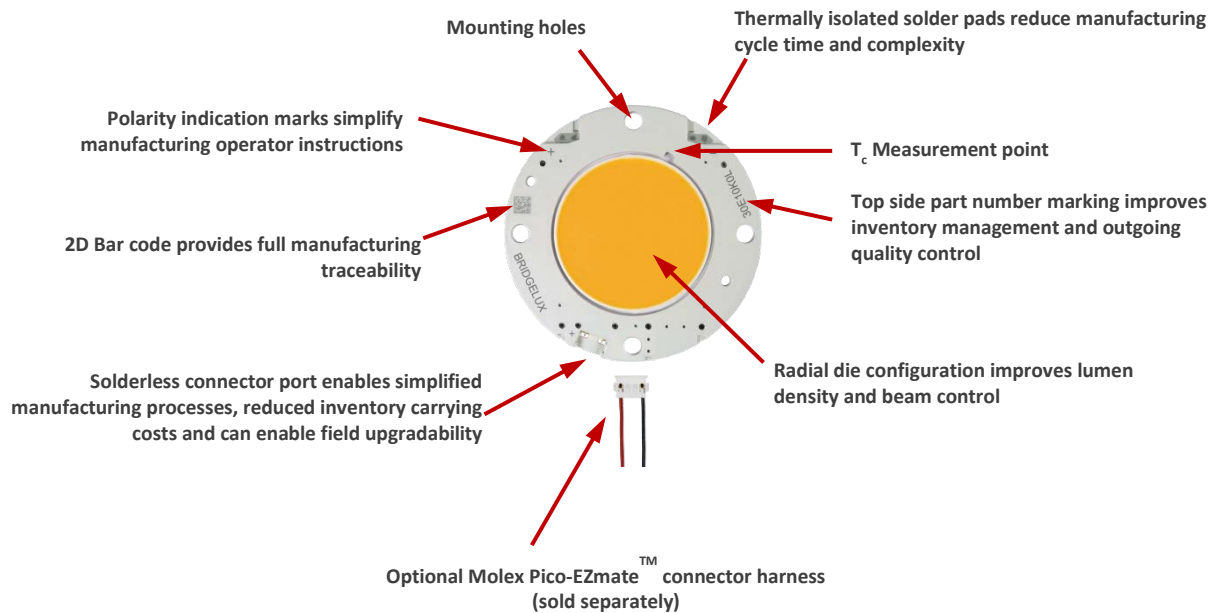 Mounting holes
Thermally isolated solder pads reduce manufacturing
cycle time and complexity
Polarity indication marks simplify
manufacturing operator instructions
T_c Measurement point
30E10K0L
Top side part number marking improves
inventory management and outgoing
quality control
2D Bar code provides full manufacturing
traceability
BRIDGELUX
Solderless connector port enables simplified
manufacturing processes, reduced inventory carrying
costs and can enable field upgradability
Radial die configuration improves lumen
density and beam control
Optional Molex Pico-EZmate™ connector harness
(sold separately)